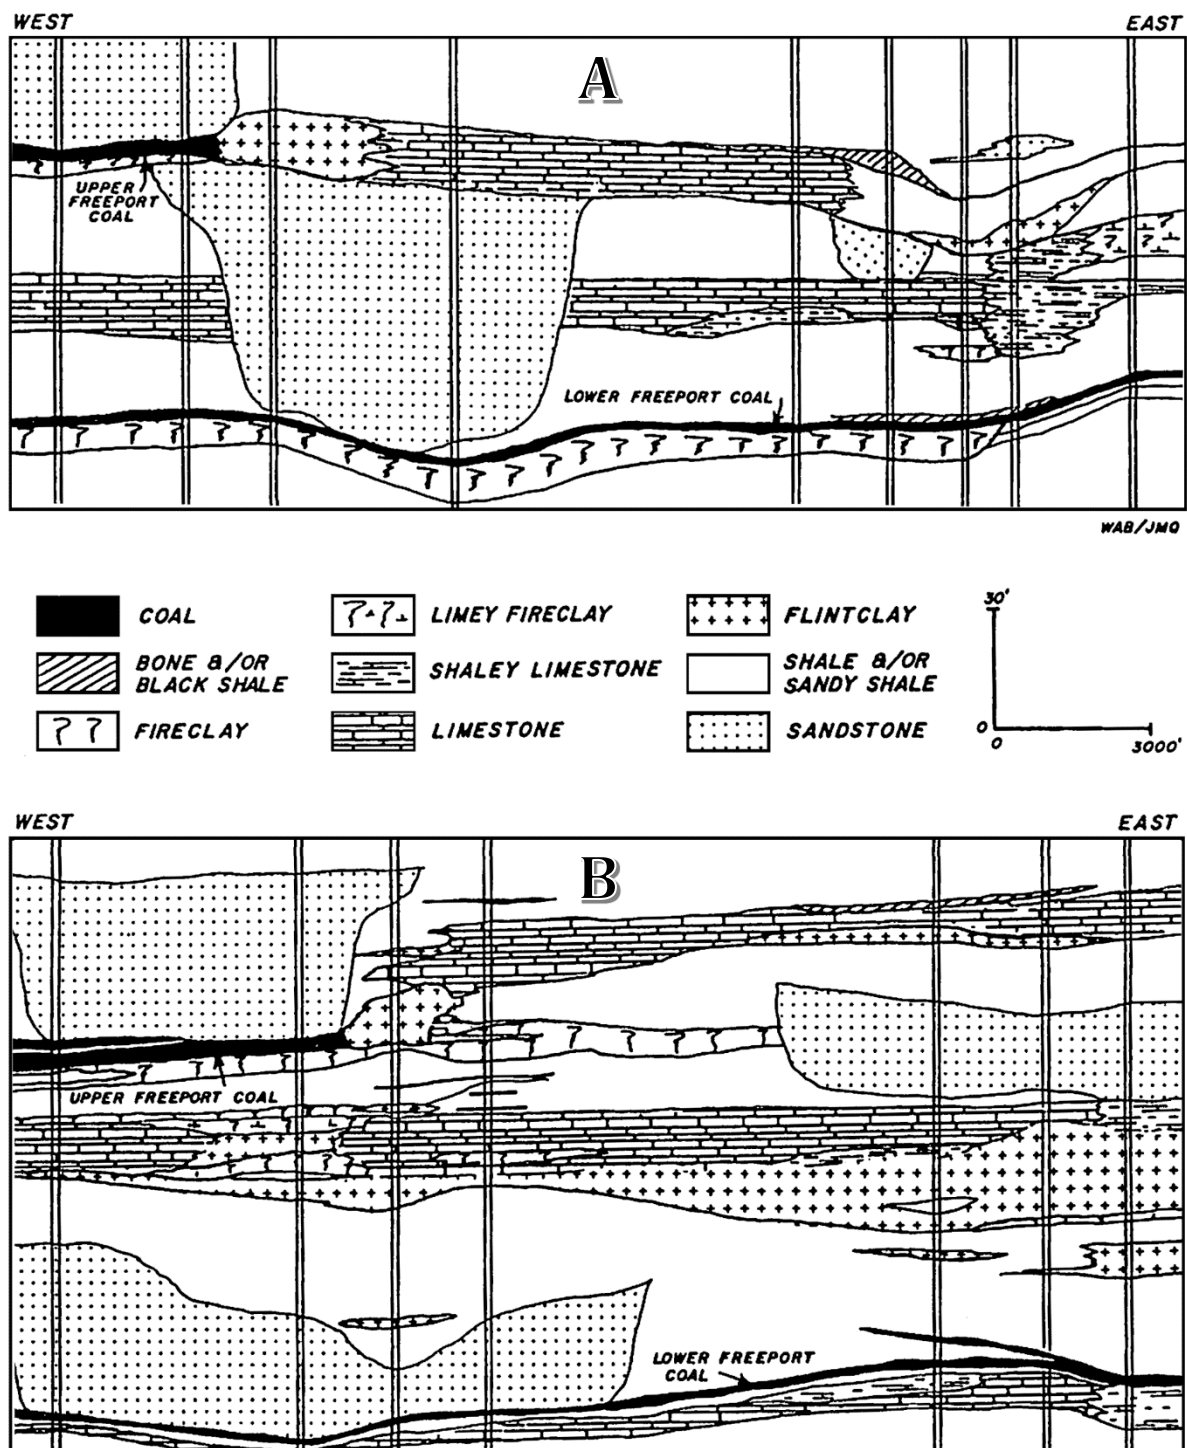 WEST
EAST
A
UPPER
FREEPORT
COAL
LOWER FREEPORT COAL
WAB/JMQ
COAL
BONE &/OR
BLACK SHALE
FIRECLAY
LIMEY FIRECLAY
SHALEY LIMESTONE
LIMESTONE
FLINTCLAY
SHALE &/OR
SANDY SHALE
SANDSTONE
30'
0
0
3000'
WEST
EAST
B
UPPER FREEPORT COAL
LOWER FREEPORT
COAL